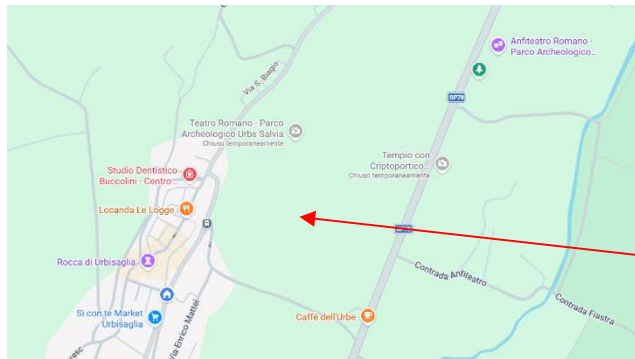 Anfiteatro Romano -
Parco Archeologico...
Via S. Biagio
SP78
Teatro Romano - Parco
Archeologico Urbs Salvia
Chiuso temporaneamente
Tempio con
Criptoportico...
Chiuso temporaneamente
Studio Dentistico
Buccolini - Centro...
Locanda Le Logge
Rocca di Urbisaglia
Contrada Anfiteatro
Sì con te Market
Urbisaglia
Caffè dell'Urbe
Contrada Fiastra
Via Enrico Mattei